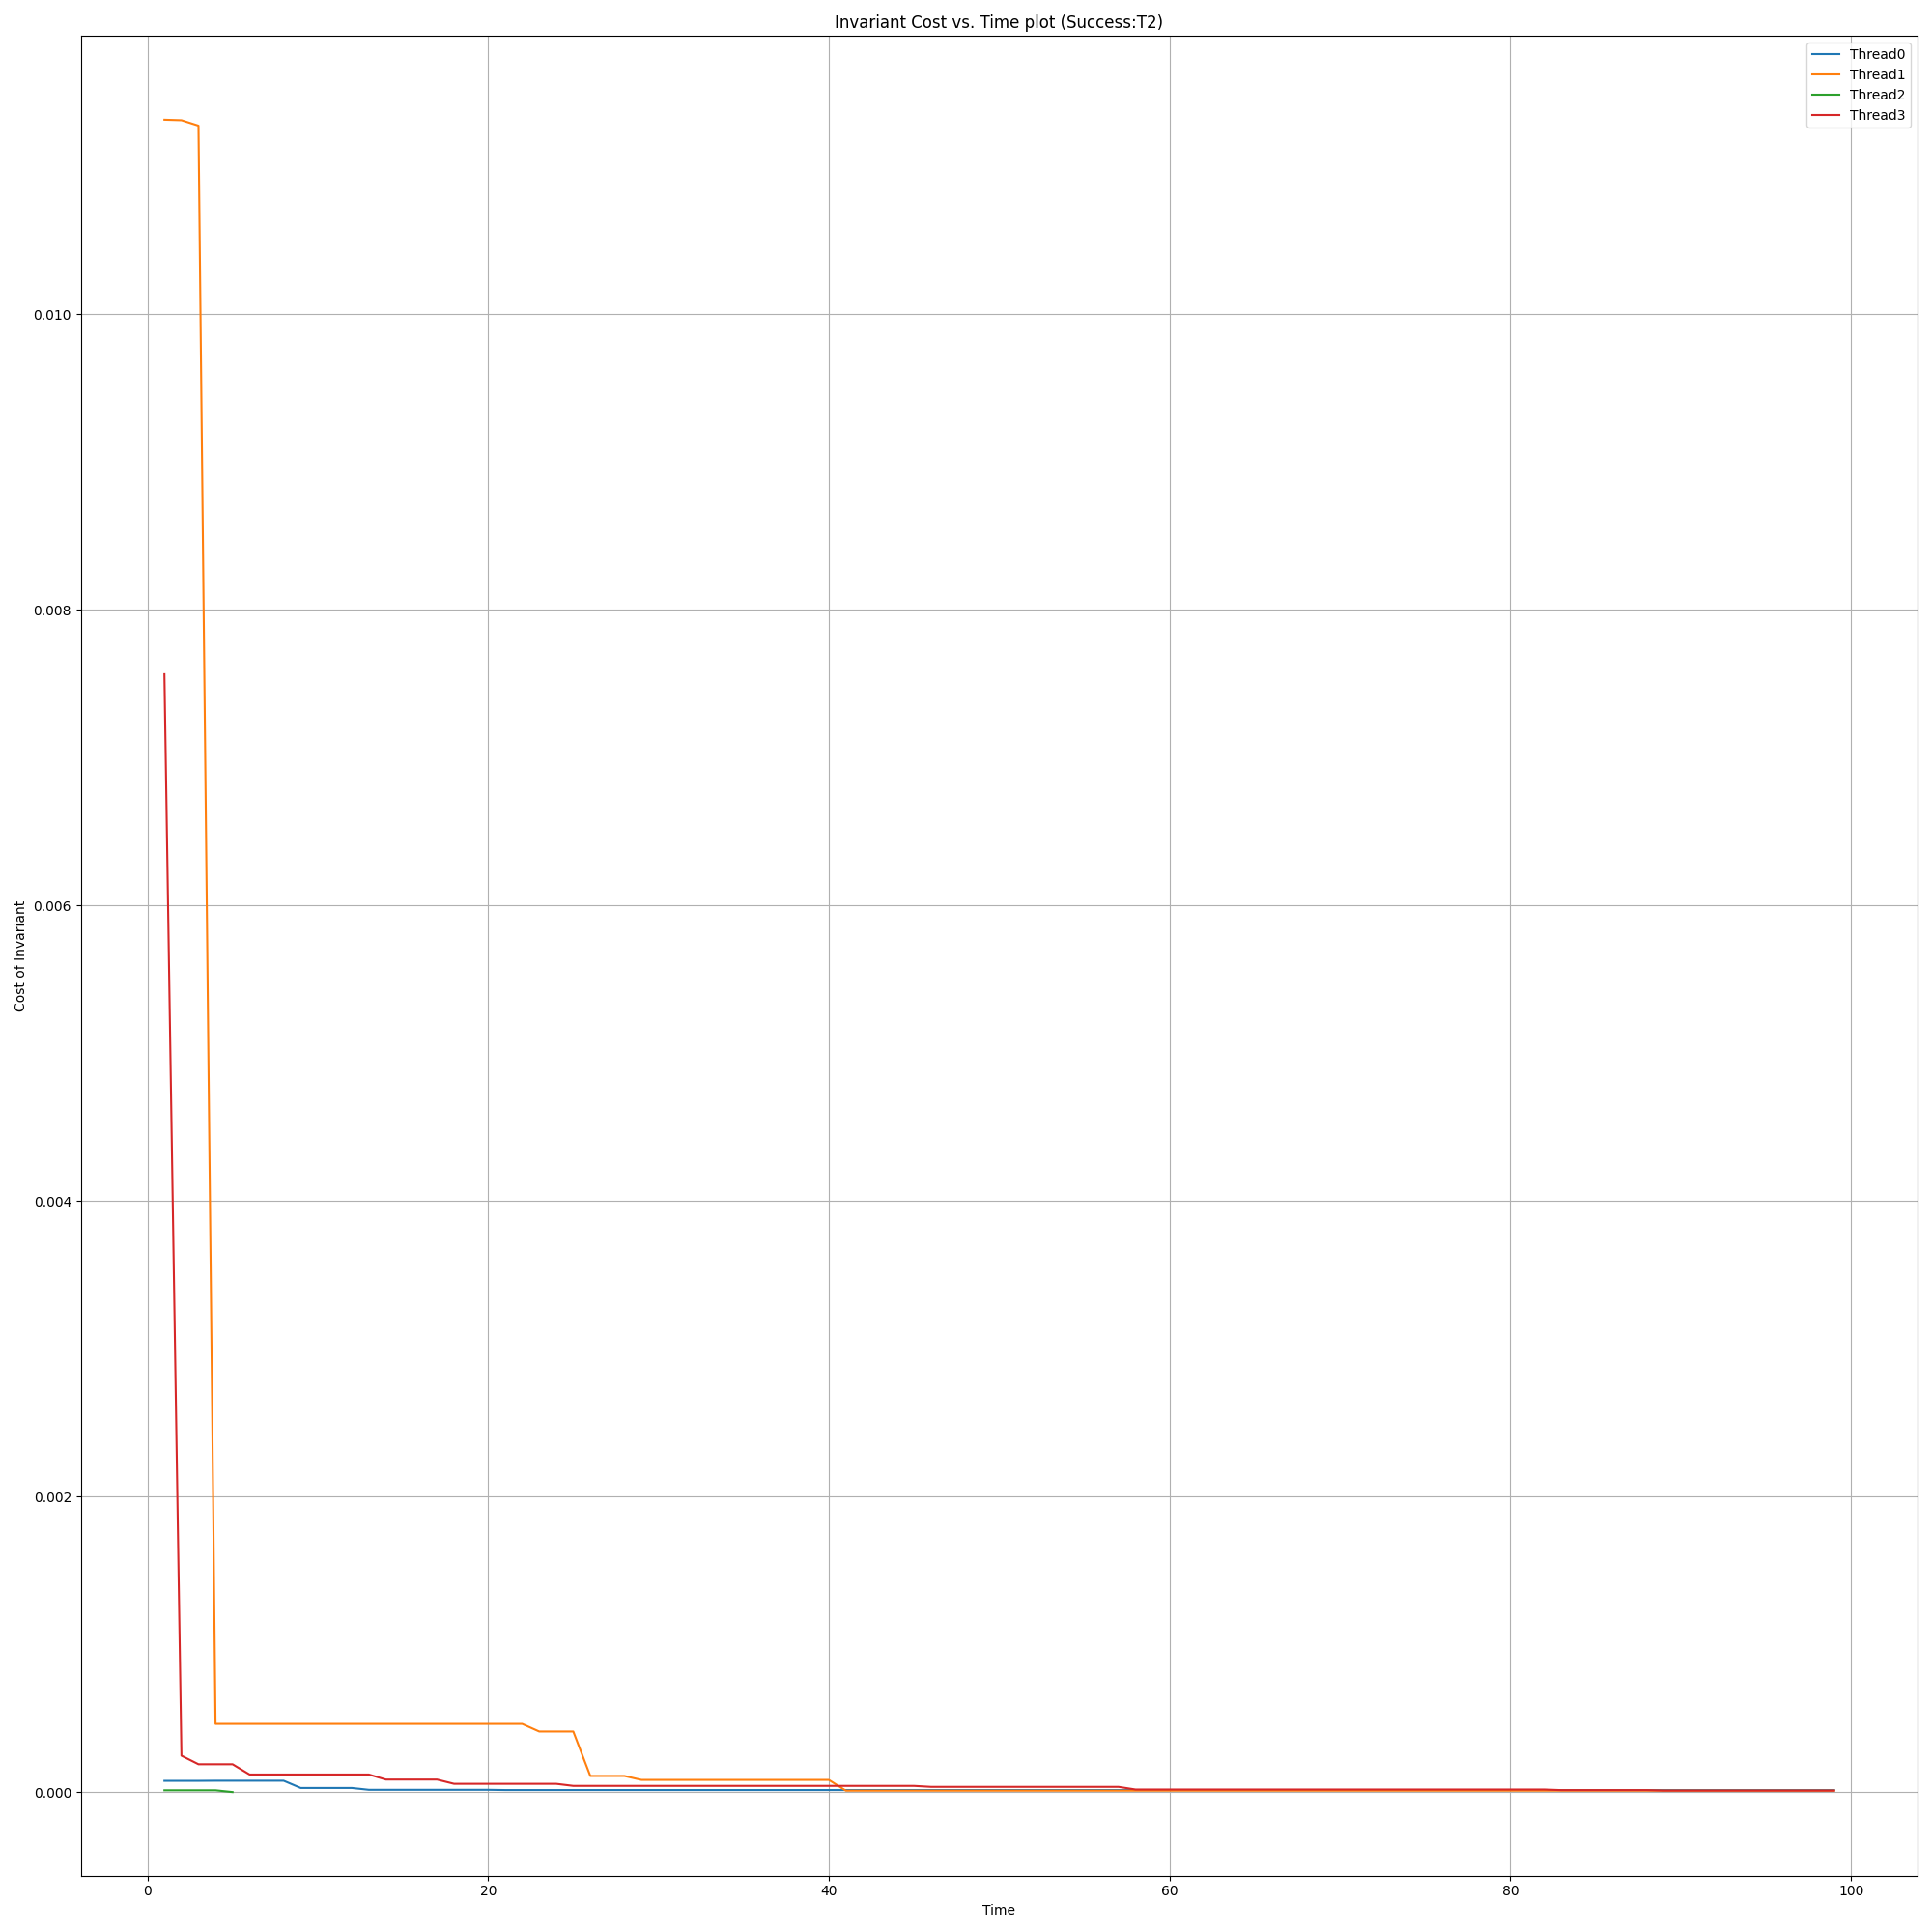 Invariant Cost vs. Time plot (Success:T2)
Thread0
Thread1
Thread2
Thread3
0.010
0.008
0.006
0.004
0.002
0.000
Cost of Invariant
0 20 40 60 80 100
Time